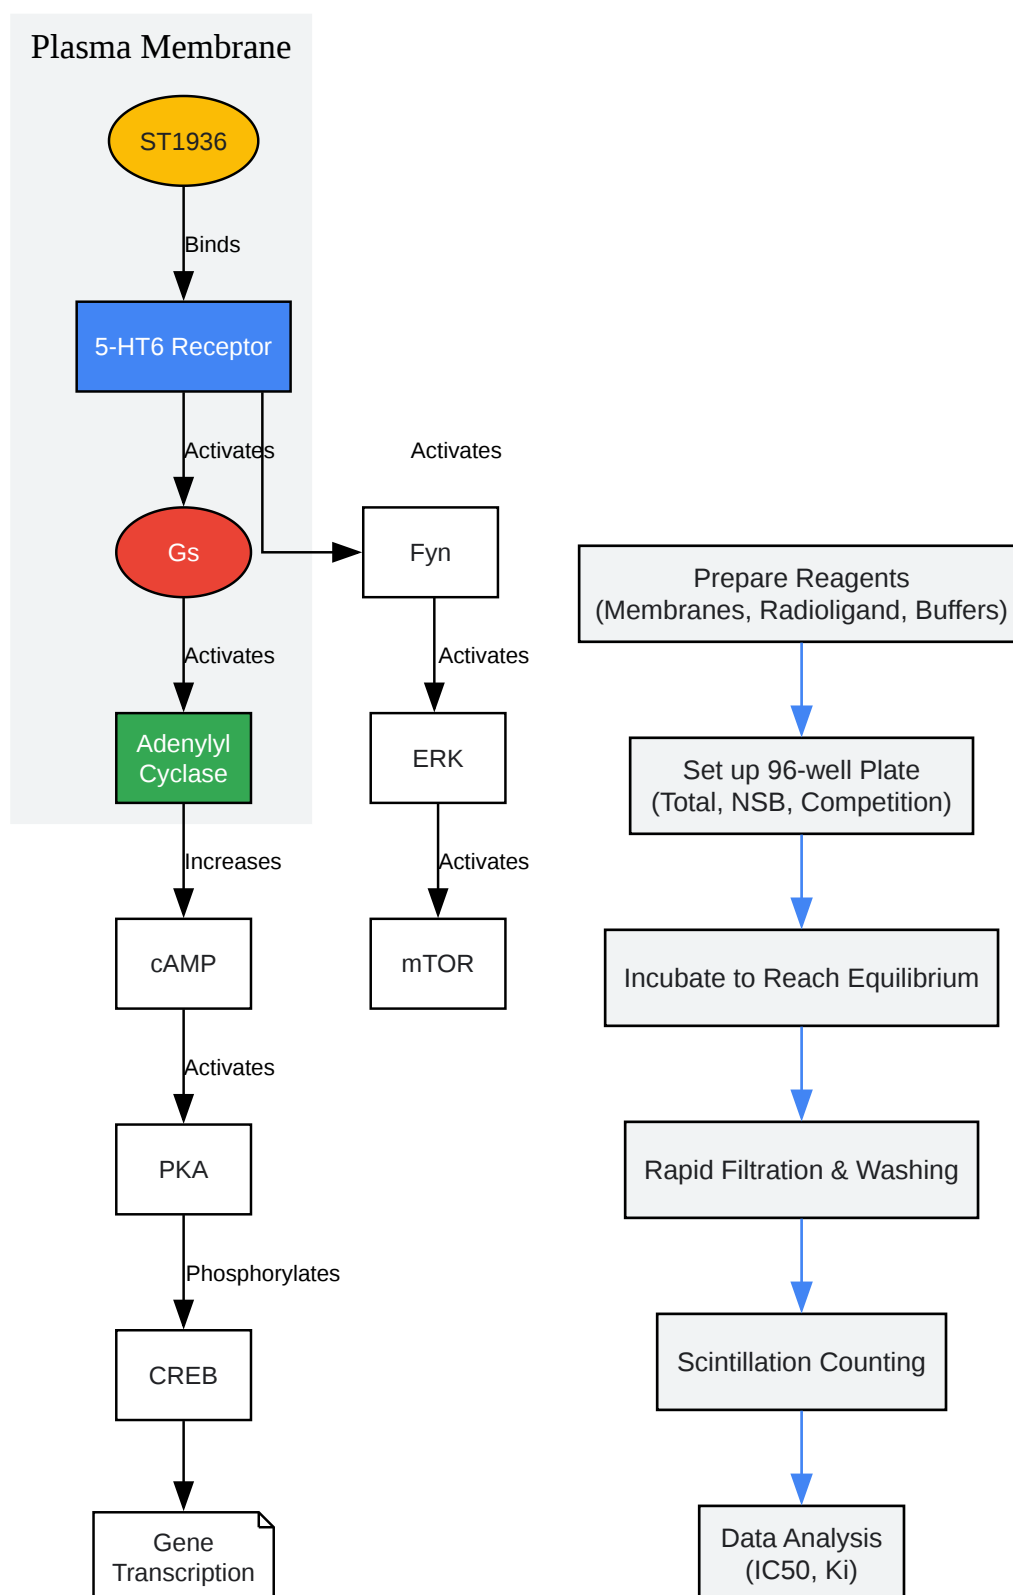 Plasma Membrane
ST1936
Binds
5-HT6 Receptor
Activates
Activates
Gs
Fyn
Activates
Activates
Adenylyl
Cyclase
ERK
Increases
Activates
cAMP
mTOR
Activates
PKA
Phosphorylates
CREB
Gene
Transcription
Prepare Reagents
(Membranes, Radioligand, Buffers)
Set up 96-well Plate
(Total, NSB, Competition)
Incubate to Reach Equilibrium
Rapid Filtration & Washing
Scintillation Counting
Data Analysis
(IC50, Ki)